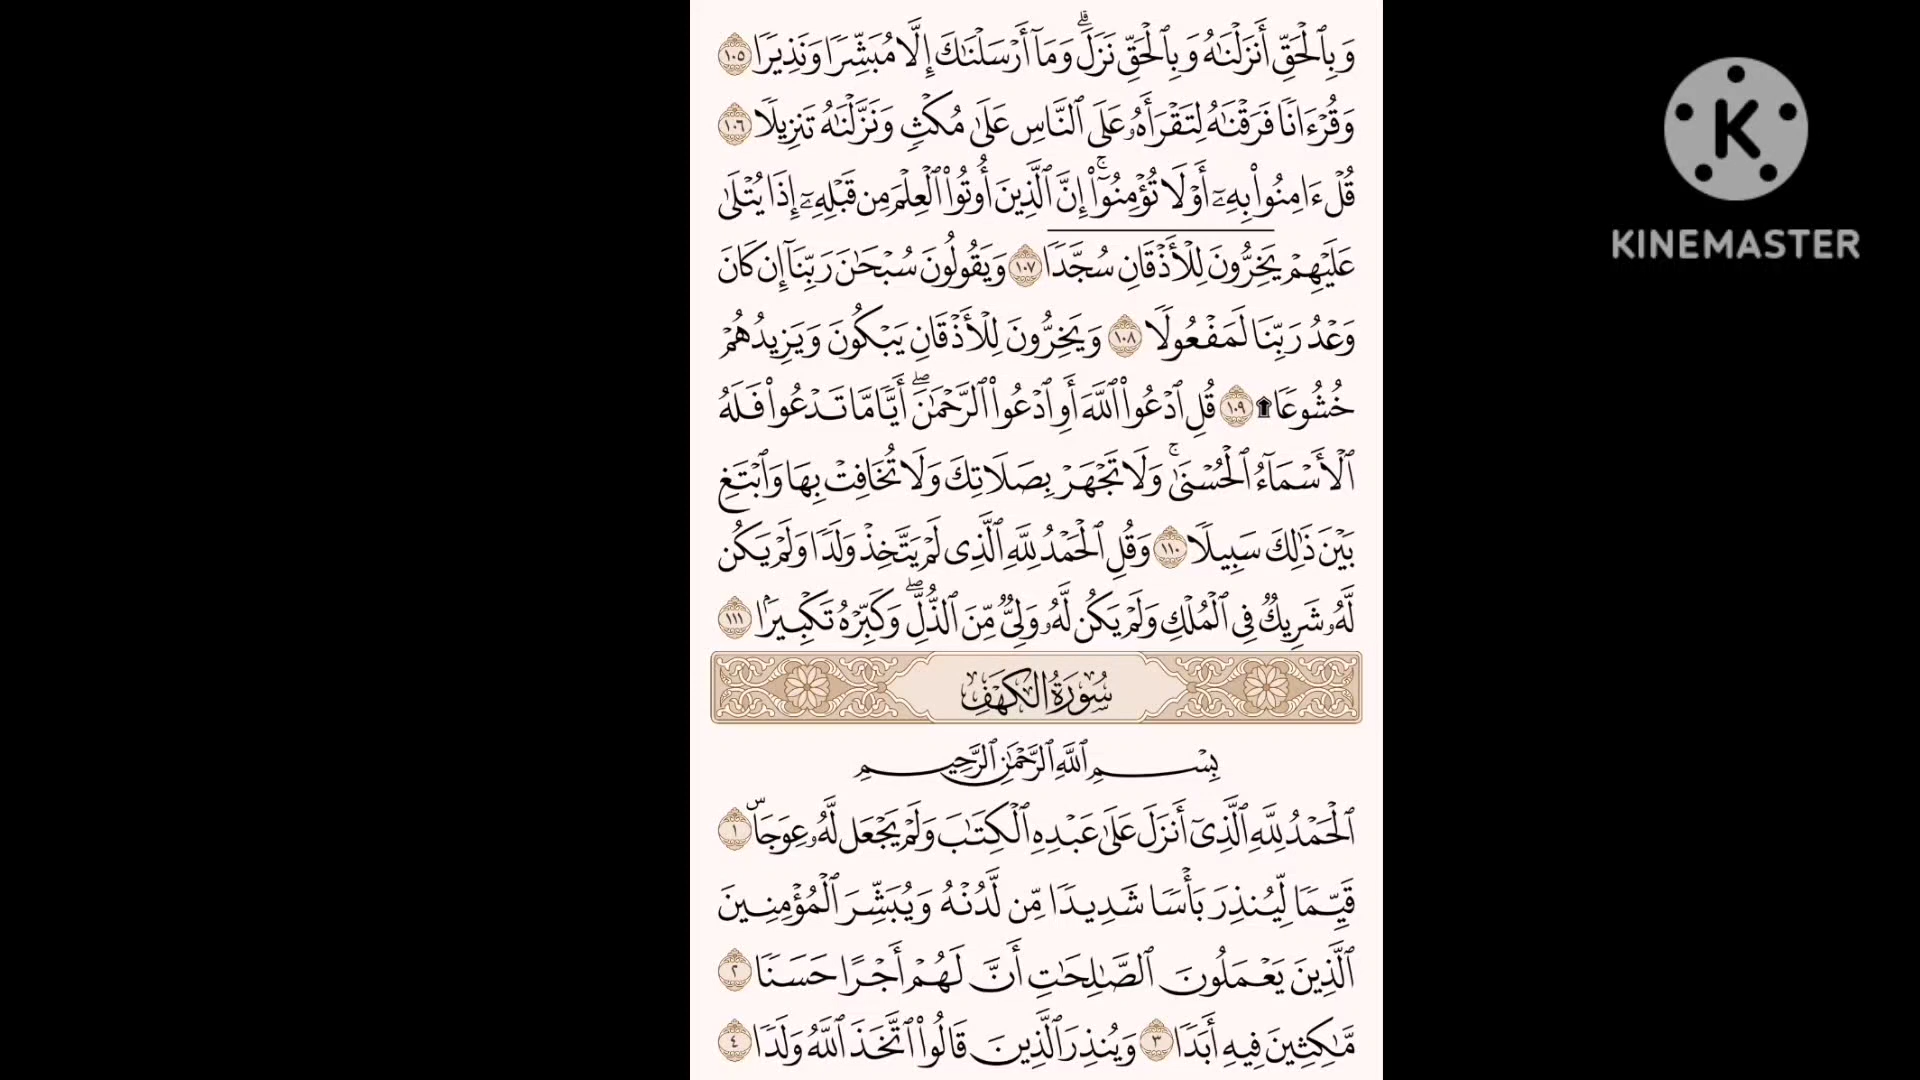 وَبِٱلْحَقِّ أَنزَلْنَٰهُ وَبِٱلْحَقِّ نَزَلَ ۗ وَمَآ أَرْسَلْنَٰكَ إِلَّا مُبَشِّرًا وَنَذِيرًا ١٠٥
وَقُرْءَانًا فَرَقْنَٰهُ لِتَقْرَأَهُۥ عَلَى ٱلنَّاسِ عَلَىٰ مُكْثٍ وَنَزَّلْنَٰهُ تَنزِيلًا ١٠٦
قُلْ ءَامِنُوا۟ بِهِۦٓ أَوْ لَا تُؤْمِنُوٓا۟ ۚ إِنَّ ٱلَّذِينَ أُوتُوا۟ ٱلْعِلْمَ مِن قَبْلِهِۦٓ إِذَا يُتْلَىٰ
عَلَيْهِمْ يَخِرُّونَ لِلْأَذْقَانِ سُجَّدًا ١٠٧ وَيَقُولُونَ سُبْحَٰنَ رَبِّنَآ إِن كَانَ
وَعْدُ رَبِّنَا لَمَفْعُولًا ١٠٨ وَيَخِرُّونَ لِلْأَذْقَانِ يَبْكُونَ وَيَزِيدُهُمْ
خُشُوعًا ۩ ١٠٩ قُلِ ٱدْعُوا۟ ٱللَّهَ أَوِ ٱدْعُوا۟ ٱلرَّحْمَٰنَ ۖ أَيًّا مَّا تَدْعُوا۟ فَلَهُ
ٱلْأَسْمَآءُ ٱلْحُسْنَىٰ ۚ وَلَا تَجْهَرْ بِصَلَاتِكَ وَلَا تُخَافِتْ بِهَا وَٱبْتَغِ
بَيْنَ ذَٰلِكَ سَبِيلًا ١١٠ وَقُلِ ٱلْحَمْدُ لِلَّهِ ٱلَّذِى لَمْ يَتَّخِذْ وَلَدًا وَلَمْ يَكُن
لَّهُۥ شَرِيكٌ فِى ٱلْمُلْكِ وَلَمْ يَكُن لَّهُۥ وَلِىٌّ مِّنَ ٱلذُّلِّ ۖ وَكَبِّرْهُ تَكْبِيرًۢا ١١١
سُورَةُ الكَهْفِ
بِسْمِ ٱللَّهِ ٱلرَّحْمَٰنِ ٱلرَّحِيمِ
ٱلْحَمْدُ لِلَّهِ ٱلَّذِىٓ أَنزَلَ عَلَىٰ عَبْدِهِ ٱلْكِتَٰبَ وَلَمْ يَجْعَل لَّهُۥ عِوَجَاۜ ١
قَيِّمًا لِّيُنذِرَ بَأْسًا شَدِيدًا مِّن لَّدُنْهُ وَيُبَشِّرَ ٱلْمُؤْمِنِينَ
ٱلَّذِينَ يَعْمَلُونَ ٱلصَّٰلِحَٰتِ أَنَّ لَهُمْ أَجْرًا حَسَنًا ٢
مَّٰكِثِينَ فِيهِ أَبَدًا ٣ وَيُنذِرَ ٱلَّذِينَ قَالُوا۟ ٱتَّخَذَ ٱللَّهُ وَلَدًا ٤
K
KINEMASTER